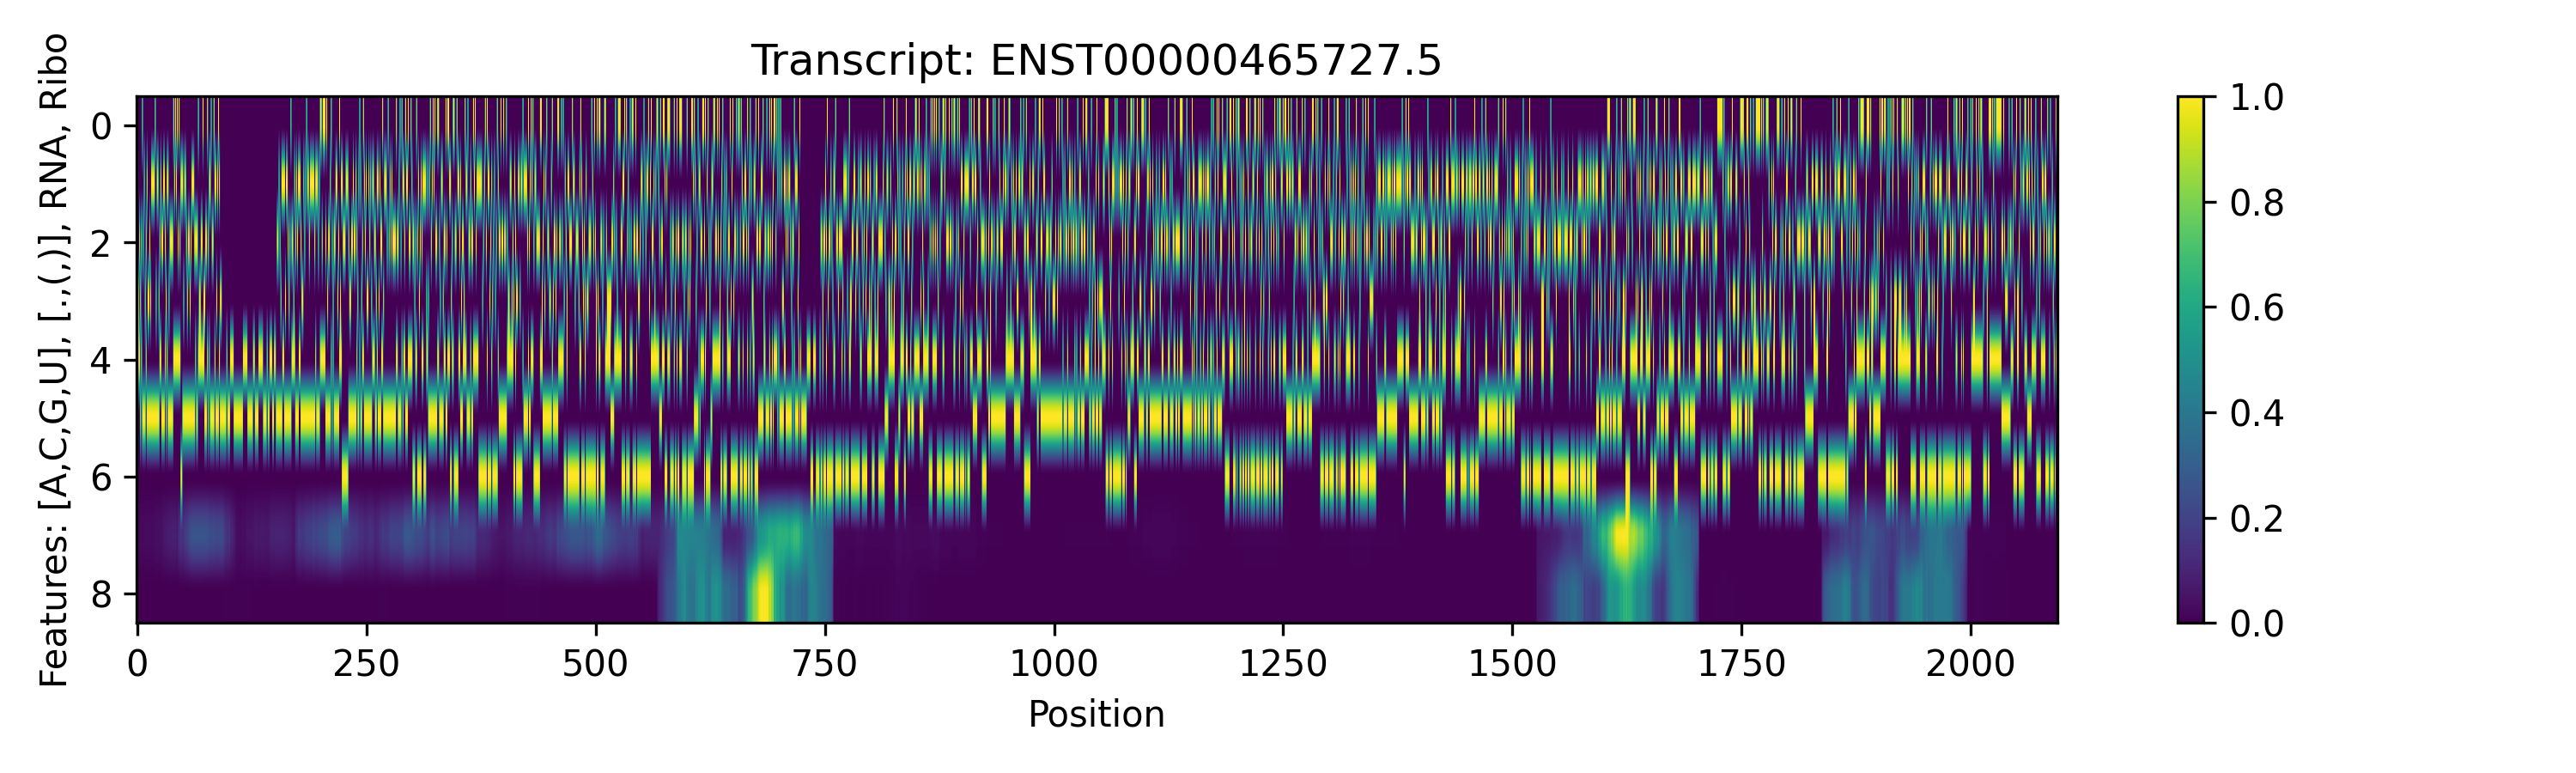 Transcript: ENST00000465727.5
Features: [A,C,G,U], [.,(,)], RNA, Ribo
0
2
4
6
8
0 250 500 750 1000 1250 1500 1750 2000
Position
1.0
0.8
0.6
0.4
0.2
0.0